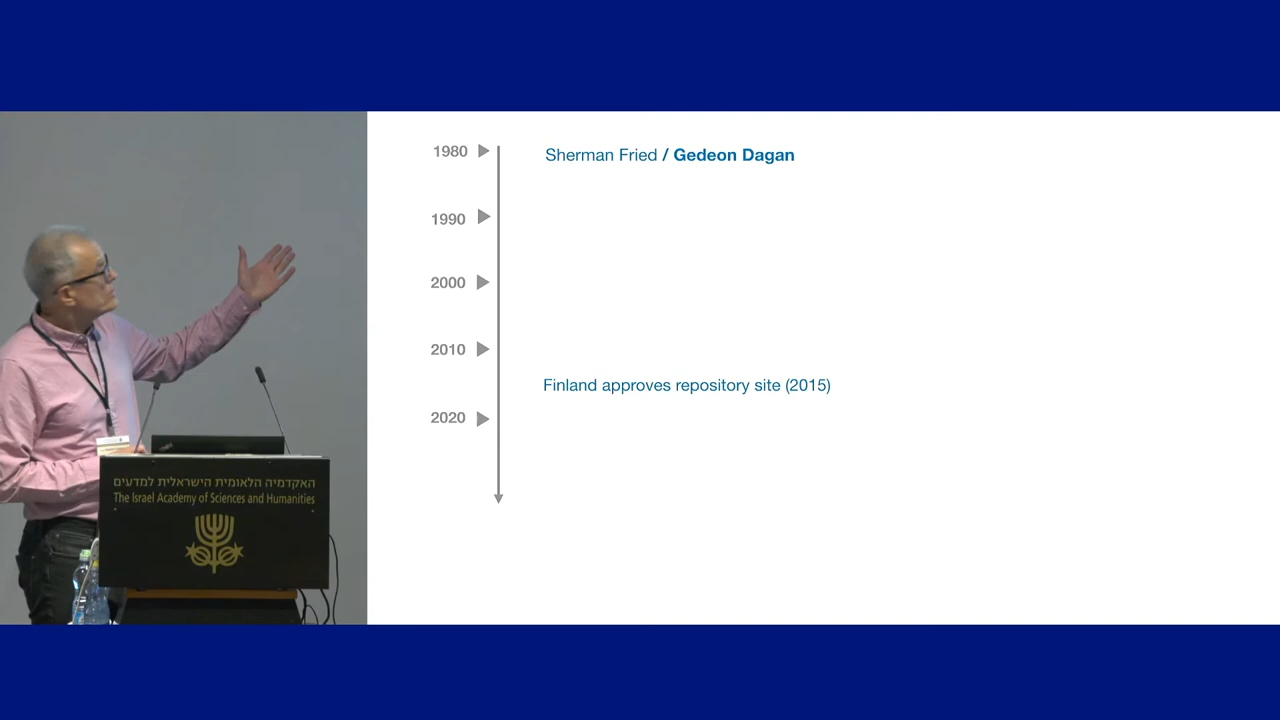 1980
Sherman Fried / Gedeon Dagan
1990
2000
2010
Finland approves repository site (2015)
2020
האקדמיה הלאומית הישראלית למדעים
The Israel Academy of Sciences and Humanities